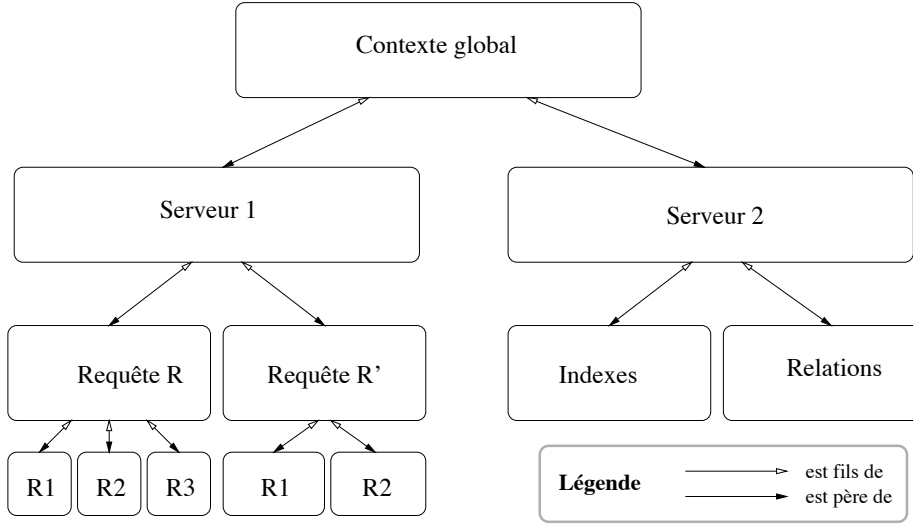 Contexte global
Serveur 1
Serveur 2
Requête R
Requête R’
Indexes
Relations
R1
R2
R3
R1
R2
Légende
est fils de
est père de